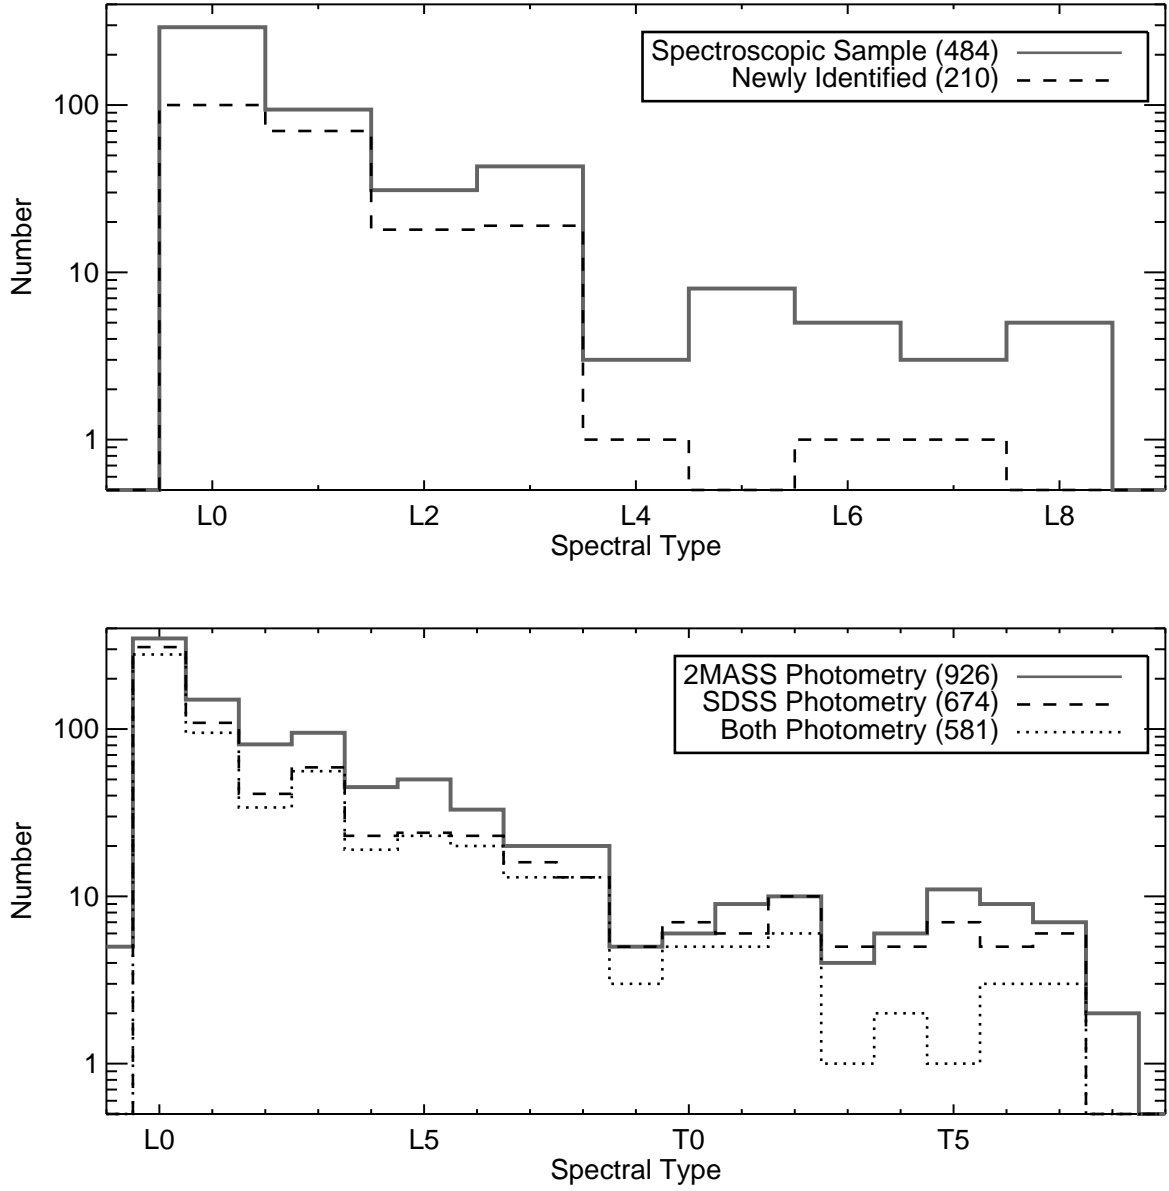 Spectroscopic Sample (484)
Newly Identified (210)
100
10
1
Number
L0 L2 L4 L6 L8
Spectral Type
2MASS Photometry (926)
SDSS Photometry (674)
Both Photometry (581)
100
10
1
Number
L0 L5 T0 T5
Spectral Type